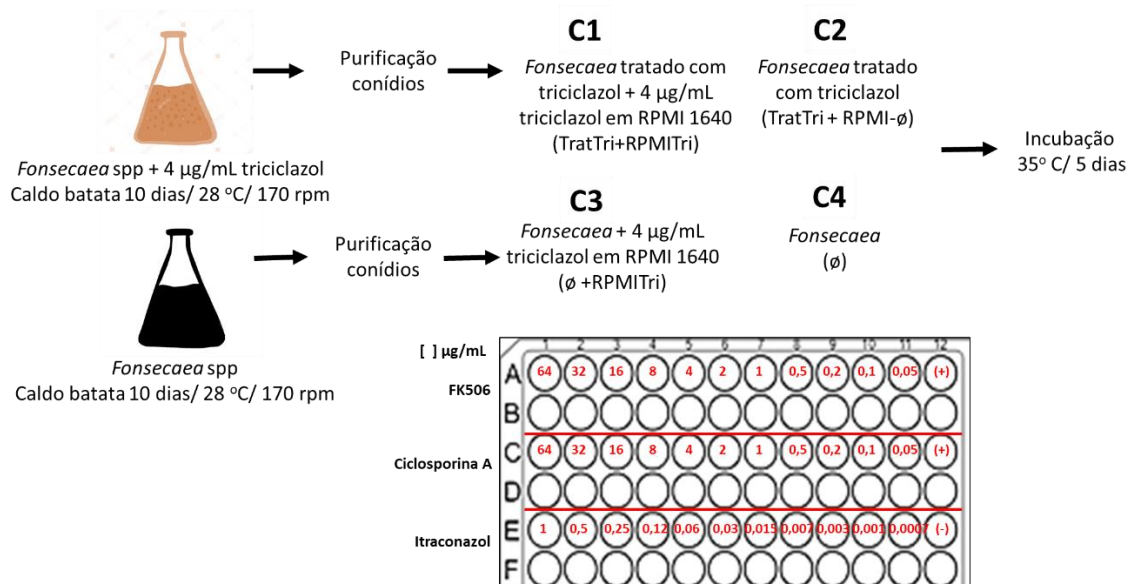 C1
C2
Purificação
conídios
Fonsecaea tratado com
triciclazol + 4 µg/mL
triciclazol em RPMI 1640
(TratTri+RPMITri)
Fonsecaea tratado
com triciclazol
(TratTri + RPMI-ø)
Incubação
35º C/ 5 dias
Fonsecaea spp + 4 µg/mL triciclazol
Caldo batata 10 dias/ 28 ºC/ 170 rpm
C3
C4
Purificação
conídios
Fonsecaea + 4 µg/mL
triciclazol em RPMI 1640
(ø +RPMITri)
Fonsecaea
(ø)
Fonsecaea spp
Caldo batata 10 dias/ 28 ºC/ 170 rpm
[ ] µg/mL
1 2 3 4 5 6 7 8 9 10 11 12
FK506
A 64 32 16 8 4 2 1 0,5 0,2 0,1 0,05 (+)
B
Ciclosporina A
C 64 32 16 8 4 2 1 0,5 0,2 0,1 0,05 (+)
D
Itraconazol
E 1 0,5 0,25 0,12 0,06 0,03 0,015 0,007 0,003 0,001 0,0007 (-)
F